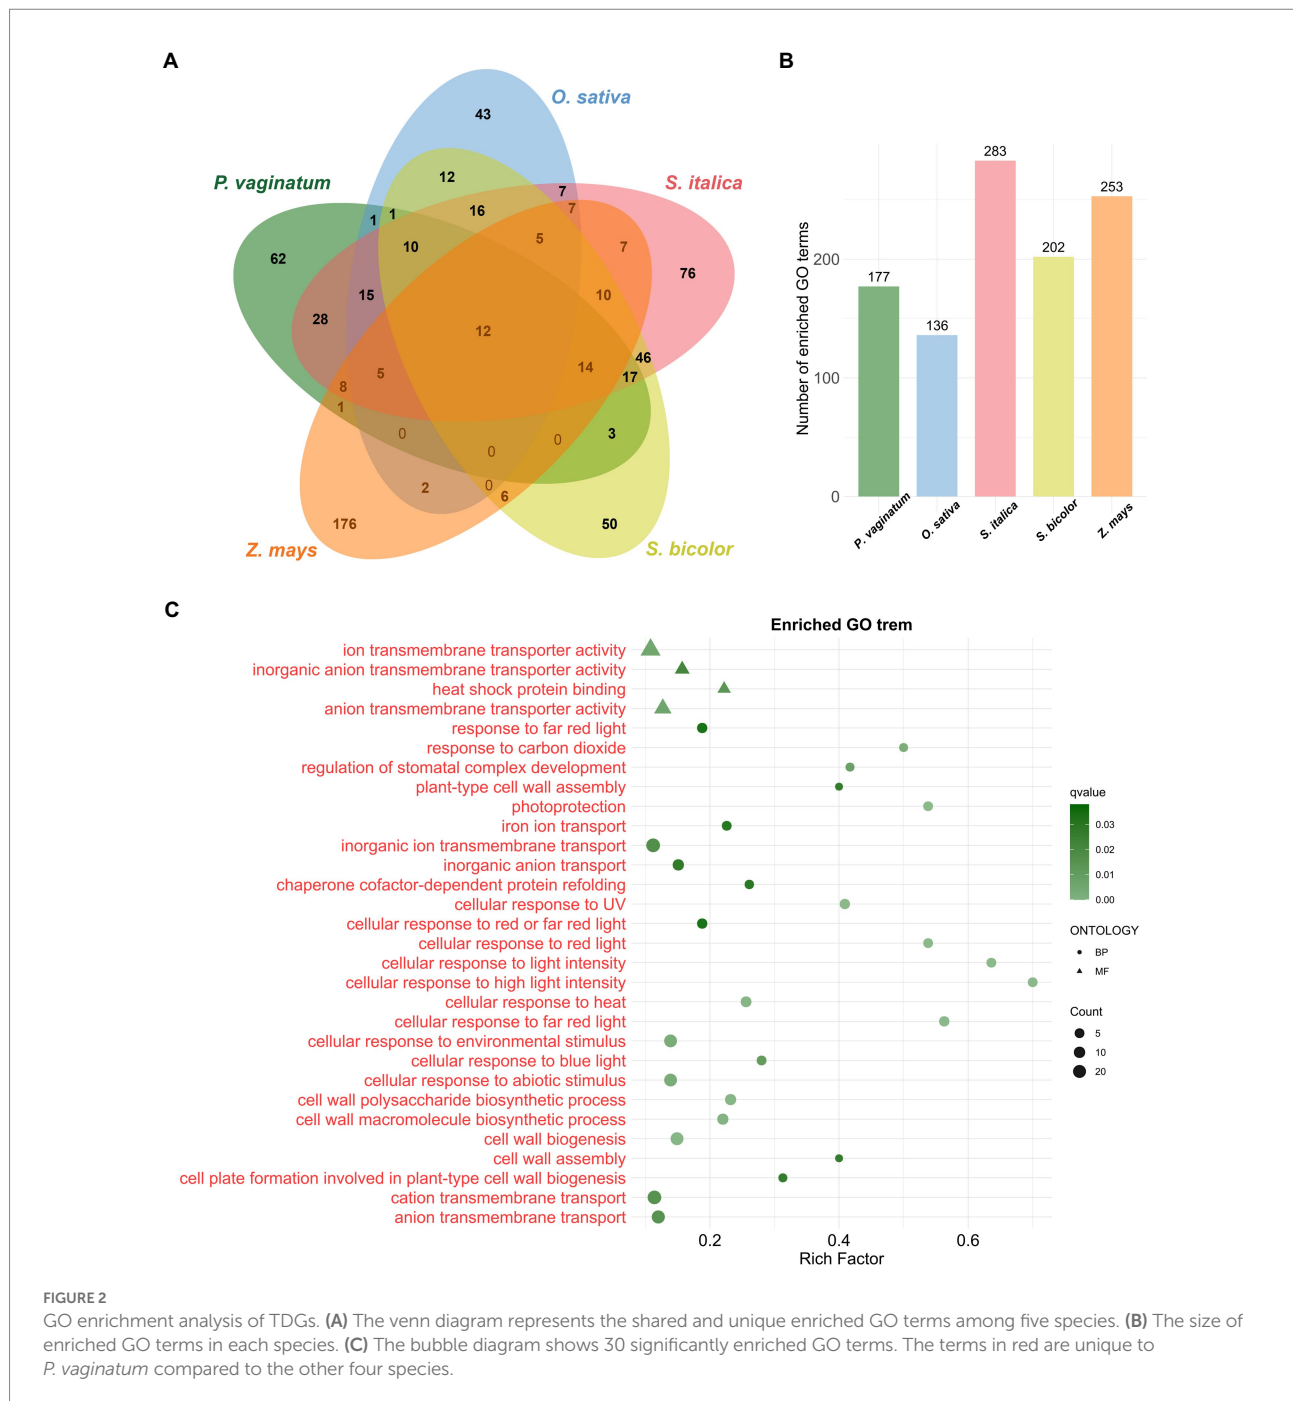 A
O. sativa
43
P. vaginatum
S. italica
12
7
1
1
16
7
62
10
5
7
76
15
10
28
12
46
5
14
17
8
1
0
0
0
3
2
0
6
176
50
Z. mays
S. bicolor
B
Number of enriched GO terms
283
253
202
177
136
200
100
0
P. vaginatum
O. sativa
S. italica
S. bicolor
Z. mays
C
Enriched GO trem
ion transmembrane transporter activity
inorganic anion transmembrane transporter activity
heat shock protein binding
anion transmembrane transporter activity
response to far red light
response to carbon dioxide
regulation of stomatal complex development
plant-type cell wall assembly
photoprotection
iron ion transport
inorganic ion transmembrane transport
inorganic anion transport
chaperone cofactor-dependent protein refolding
cellular response to UV
cellular response to red or far red light
cellular response to red light
cellular response to light intensity
cellular response to high light intensity
cellular response to heat
cellular response to far red light
cellular response to environmental stimulus
cellular response to blue light
cellular response to abiotic stimulus
cell wall polysaccharide biosynthetic process
cell wall macromolecule biosynthetic process
cell wall biogenesis
cell wall assembly
cell plate formation involved in plant-type cell wall biogenesis
cation transmembrane transport
anion transmembrane transport
0.2
0.4
0.6
Rich Factor
qvalue
0.03
0.02
0.01
0.00
ONTOLOGY
BP
MF
Count
5
10
20
FIGURE 2
GO enrichment analysis of TDGs. (A) The venn diagram represents the shared and unique enriched GO terms among five species. (B) The size of
enriched GO terms in each species. (C) The bubble diagram shows 30 significantly enriched GO terms. The terms in red are unique to
P. vaginatum compared to the other four species.